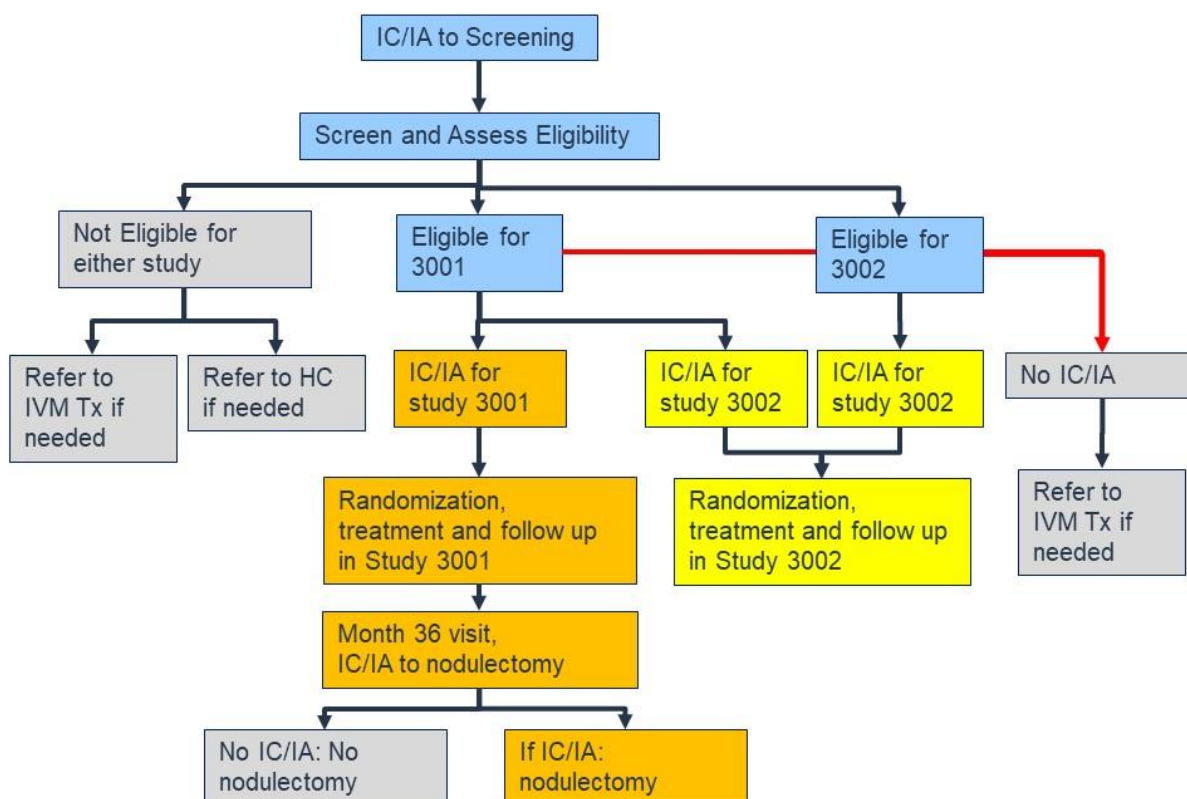 IC/IA to Screening
Screen and Assess Eligibility
Not Eligible for
either study
Eligible for
3001
Eligible for
3002
Refer to
IVM Tx if
needed
Refer to HC
if needed
IC/IA for
study 3001
IC/IA for
study 3002
IC/IA for
study 3002
No IC/IA
Randomization,
treatment and follow up
in Study 3001
Randomization,
treatment and follow up
in Study 3002
Refer to
IVM Tx if
needed
Month 36 visit,
IC/IA to nodulectomy
No IC/IA: No
nodulectomy
If IC/IA:
nodulectomy